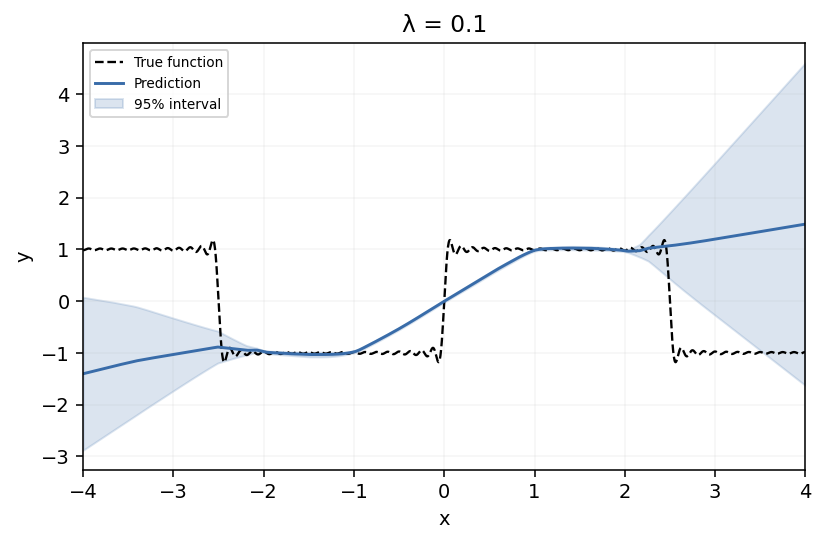 λ = 0.1
True function
Prediction
95% interval
y
4
3
2
1
0
−1
−2
−3
−4 −3 −2 −1 0 1 2 3 4
x